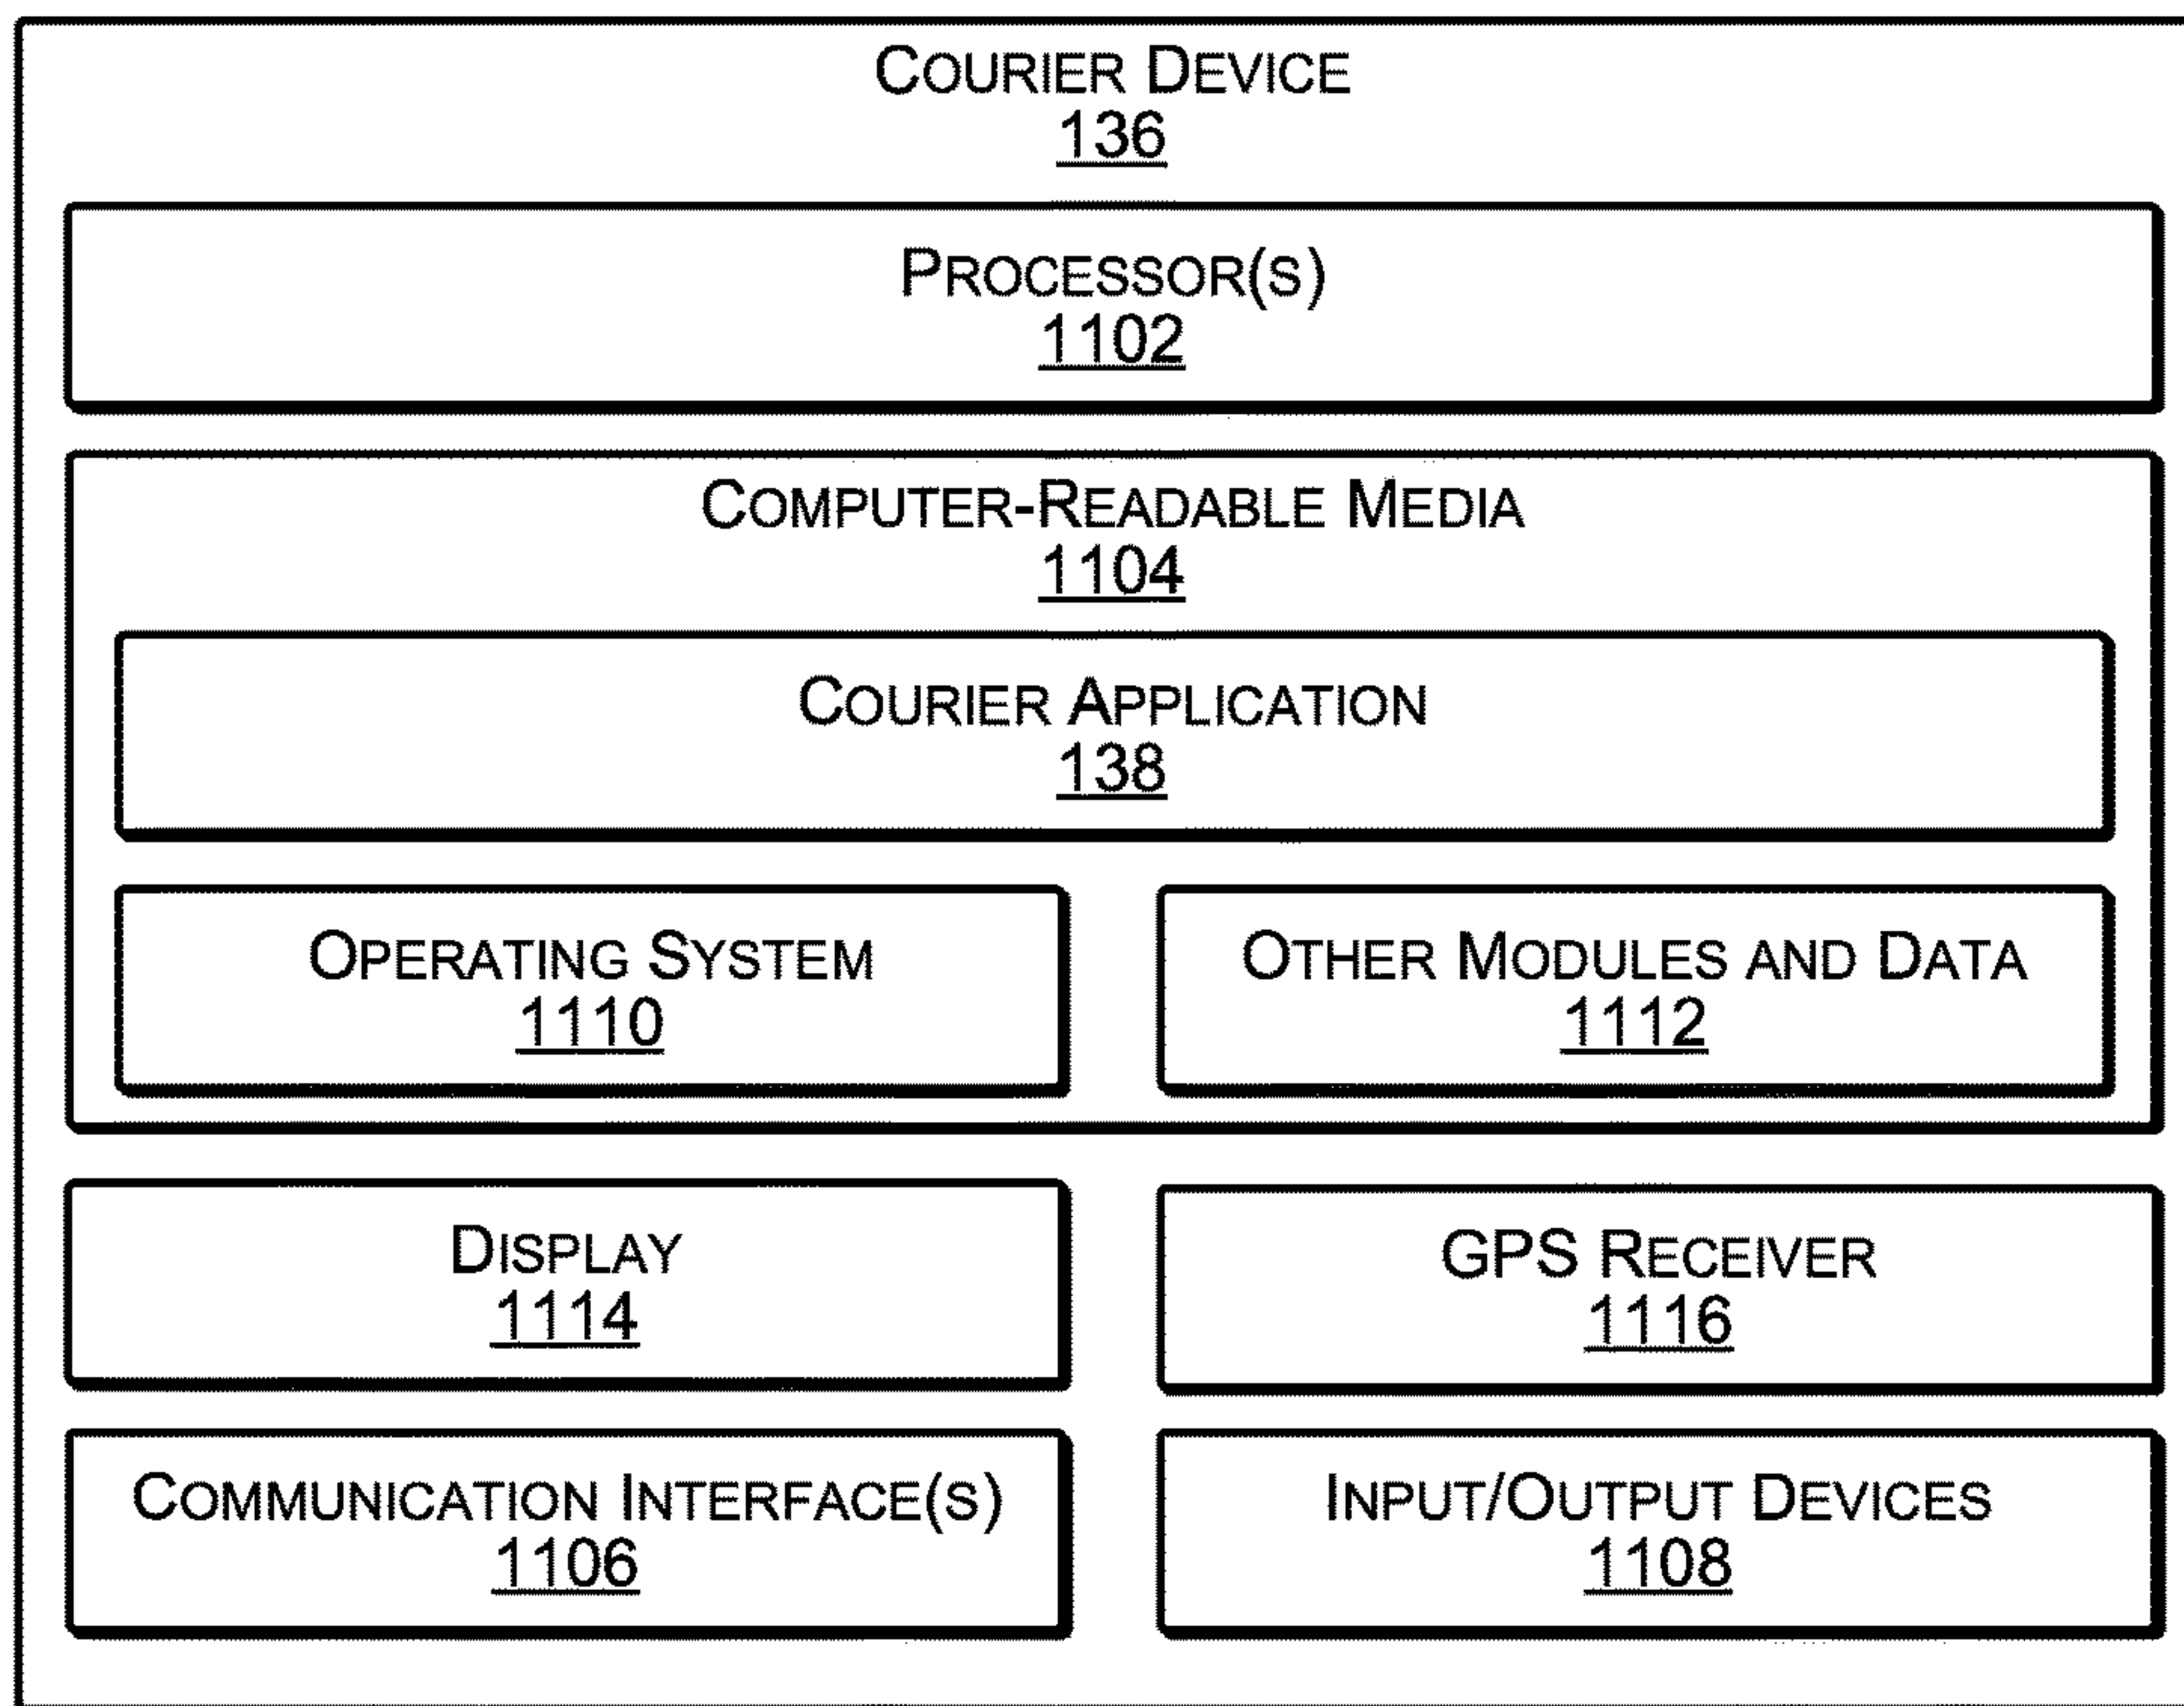 COURIER DEVICE
136
PROCESSOR(S)
1102
COMPUTER-READABLE MEDIA
1104
COURIER APPLICATION
138
OPERATING SYSTEM
1110
OTHER MODULES AND DATA
1112
DISPLAY
1114
GPS RECEIVER
1116
COMMUNICATION INTERFACE(S)
1106
INPUT/OUTPUT DEVICES
1108